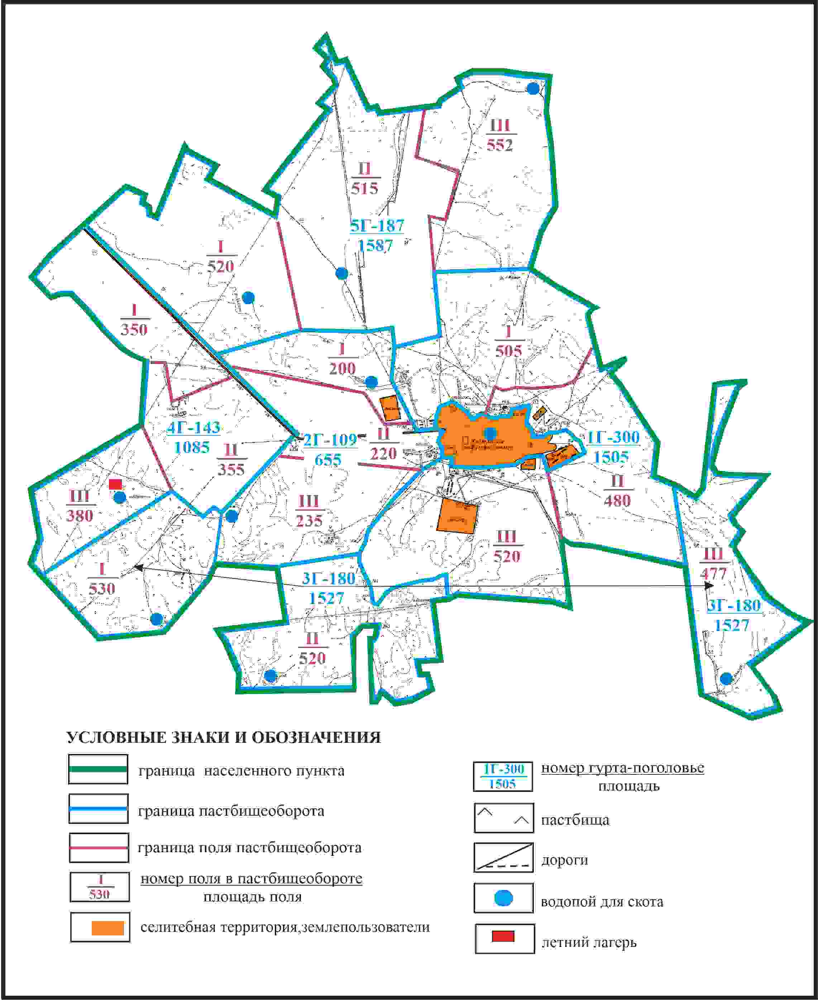 III
552
II
515
5Г-187
1587
I
520
I
350
I
505
I
200
4Г-143
1085
2Г-109
655
II
220
1Г-300
1505
II
355
II
480
III
380
III
235
III
520
III
477
I
530
3Г-180
1527
3Г-180
1527
II
520
УСЛОВНЫЕ ЗНАКИ И ОБОЗНАЧЕНИЯ
граница населенного пункта
граница пастбищеоборота
граница поля пастбищеоборота
I
530
номер поля в пастбищеобороте
площадь поля
селитебная территория,землепользователи
1Г-300
1505
номер гурта-поголовье
площадь
пастбища
дороги
водопой для скота
летний лагерь